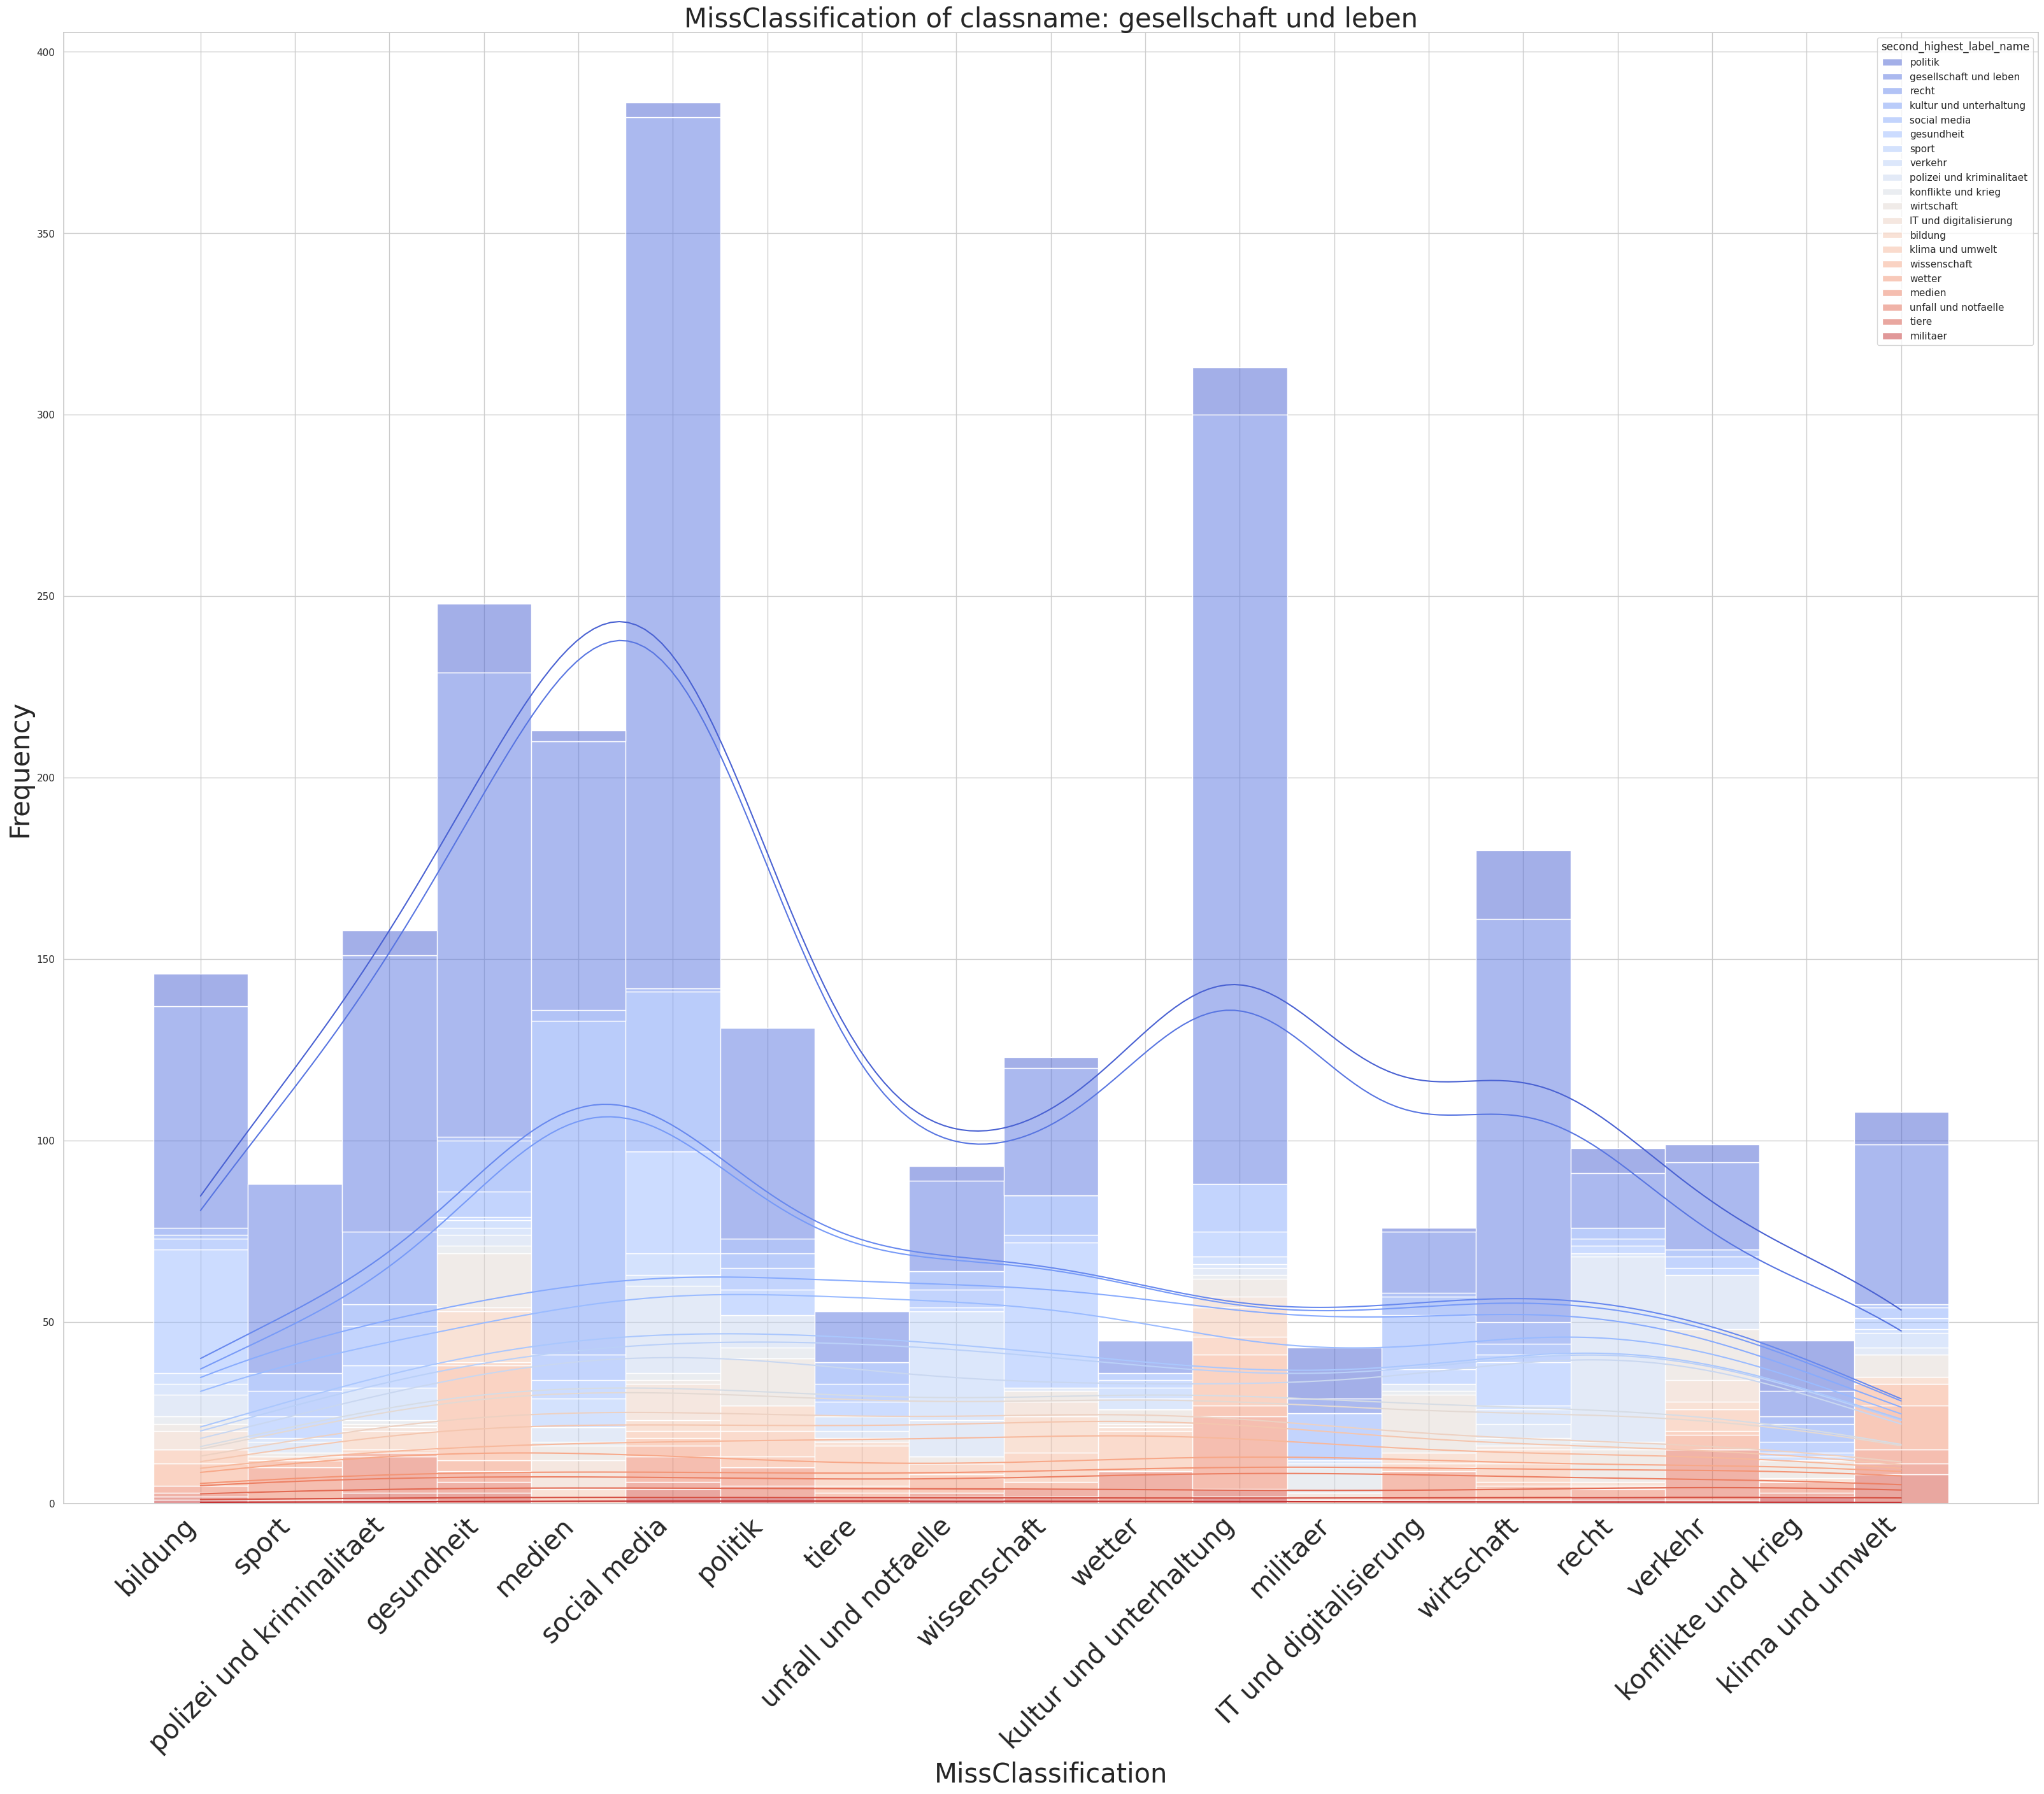 MissClassification of classname: gesellschaft und leben
400
350
300
250
200
150
100
50
0
Frequency
second_highest_label_name
politik
gesellschaft und leben
recht
kultur und unterhaltung
social media
gesundheit
sport
verkehr
polizei und kriminalitaet
konflikte und krieg
wirtschaft
IT und digitalisierung
bildung
klima und umwelt
wissenschaft
wetter
medien
unfall und notfaelle
tiere
militaer
bildung
sport
polizei und kriminalitaet
gesundheit
medien
social media
politik
tiere
unfall und notfaelle
wissenschaft
wetter
kultur und unterhaltung
militaer
IT und digitalisierung
wirtschaft
recht
verkehr
konflikte und krieg
klima und umwelt
MissClassification